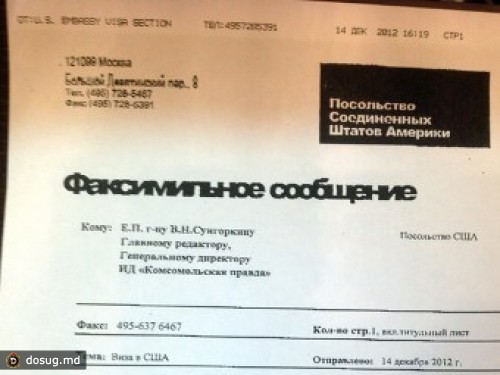 ОТ:U.S. EMBASSY VISA SECTION ТЕЛ:4957285391 14 ДЕК 2012 16:19 СТР1
121099 Москва
Большой Девятинский пер., 8
Тел. (495) 728-5467
Факс (495) 728-5391
Посольство
Соединенных
Штатов Америки
Факсимильное сообщение
Кому: Е.П. г-ну В.Н.Сунгоркину
Посольство США
Главному редактору,
Генеральному директору
ИД «Комсомольская правда»
Факс: 495-637 6467 Кол-во стр.1, вкл.титульный лист
Тема: Виза в США Отправлено: 14 декабря 2012 г.
dosug.md